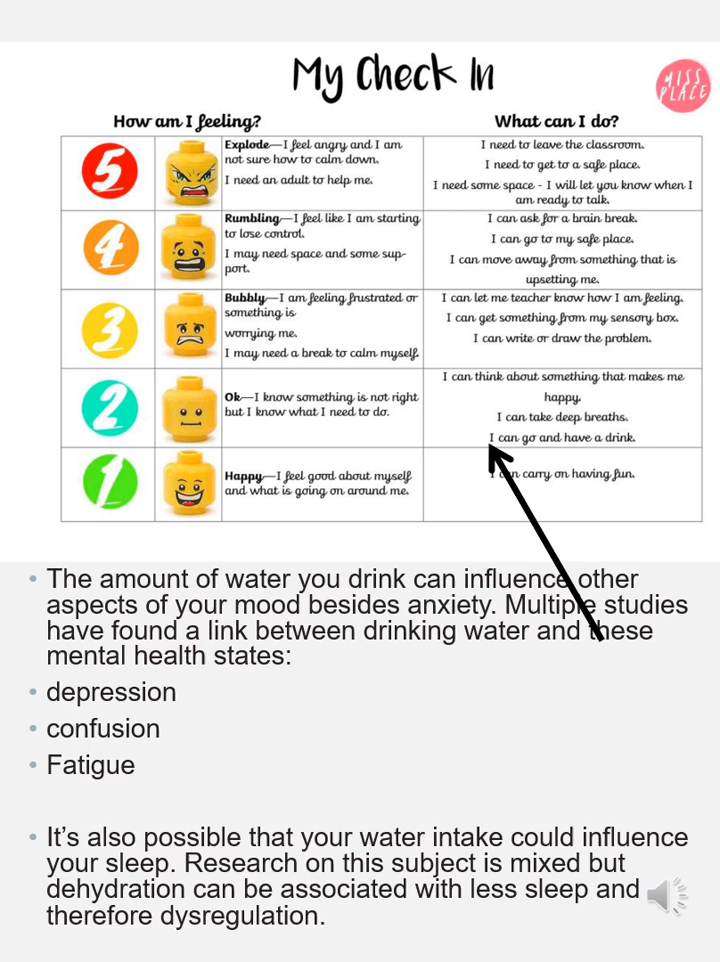 My Check In
MISS
PLACE
How am I feeling?
What can I do?
5
Explode—I feel angry and I am
not sure how to calm down.
I need an adult to help me.
I need to leave the classroom.
I need to get to a safe place.
I need some space - I will let you know when I
am ready to talk.
4
Rumbling—I feel like I am starting
to lose control.
I may need space and some sup-
port.
I can ask for a brain break.
I can go to my safe place.
I can move away from something that is
upsetting me.
3
Bubbly—I am feeling frustrated or
something is
worrying me.
I may need a break to calm myself.
I can let me teacher know how I am feeling.
I can get something from my sensory box.
I can write or draw the problem.
2
Ok—I know something is not right
but I know what I need to do.
I can think about something that makes me
happy.
I can take deep breaths.
I can go and have a drink.
1
Happy—I feel good about myself
and what is going on around me.
I can carry on having fun.
• The amount of water you drink can influence other
aspects of your mood besides anxiety. Multiple studies
have found a link between drinking water and these
mental health states:
• depression
• confusion
• Fatigue
• It’s also possible that your water intake could influence
your sleep. Research on this subject is mixed but
dehydration can be associated with less sleep and
therefore dysregulation.